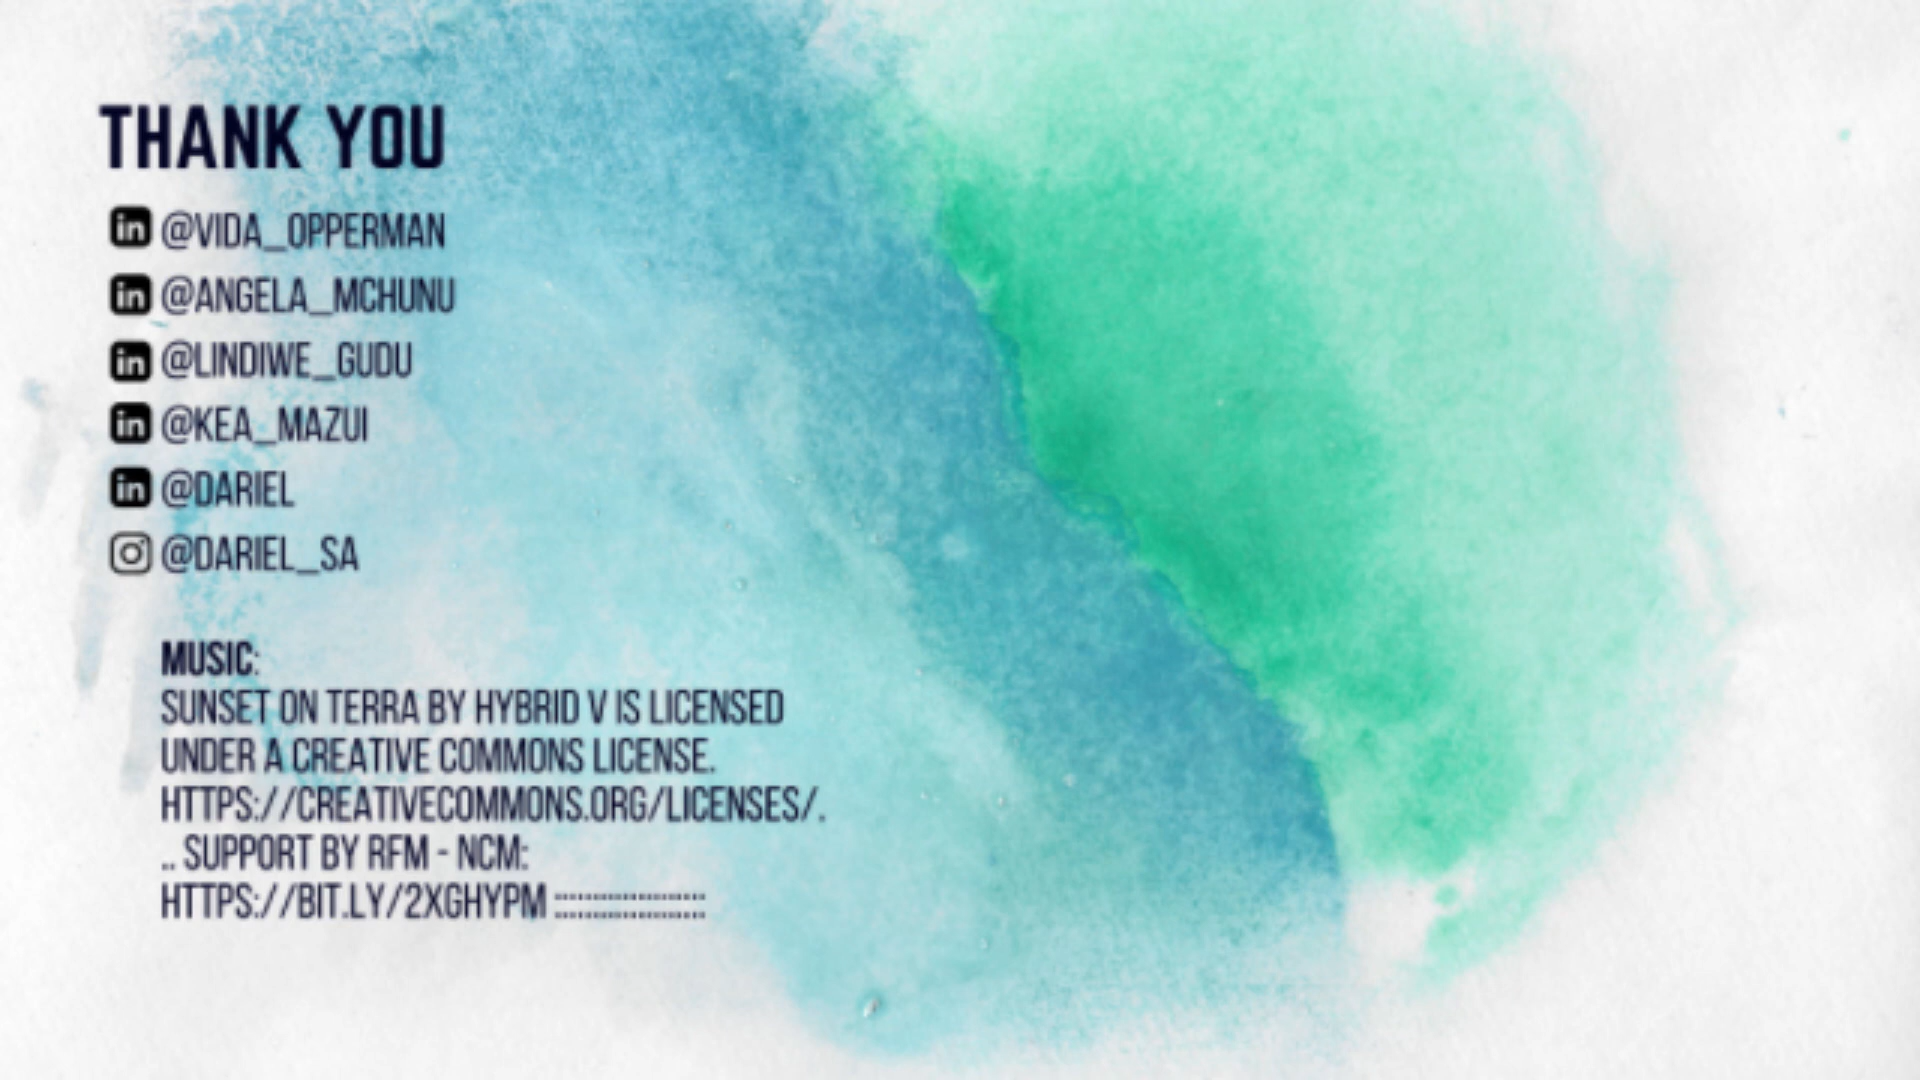 THANK YOU
@VIDA_OPPERMAN
@ANGELA_MCHUNU
@LINDIWE_GUDU
@KEA_MAZUI
@DARIEL
@DARIEL_SA
MUSIC:
SUNSET ON TERRA BY HYBRID V IS LICENSED
UNDER A CREATIVE COMMONS LICENSE.
HTTPS://CREATIVECOMMONS.ORG/LICENSES/.
.. SUPPORT BY RFM - NCM:
HTTPS://BIT.LY/2XGHYPM ::::::::::::::::::::